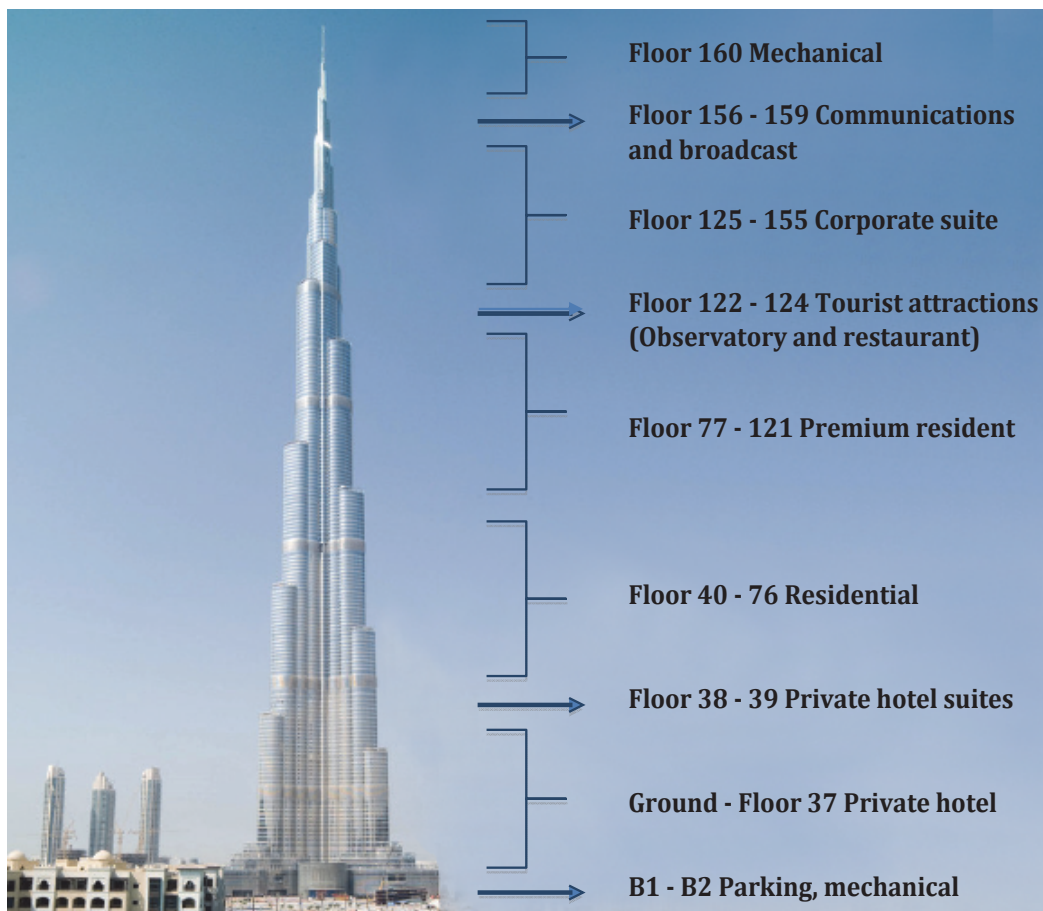 Floor 160 Mechanical
Floor 156 - 159 Communications
and broadcast
Floor 125 - 155 Corporate suite
Floor 122 - 124 Tourist attractions
(Observatory and restaurant)
Floor 77 - 121 Premium resident
Floor 40 - 76 Residential
Floor 38 - 39 Private hotel suites
Ground - Floor 37 Private hotel
B1 - B2 Parking, mechanical